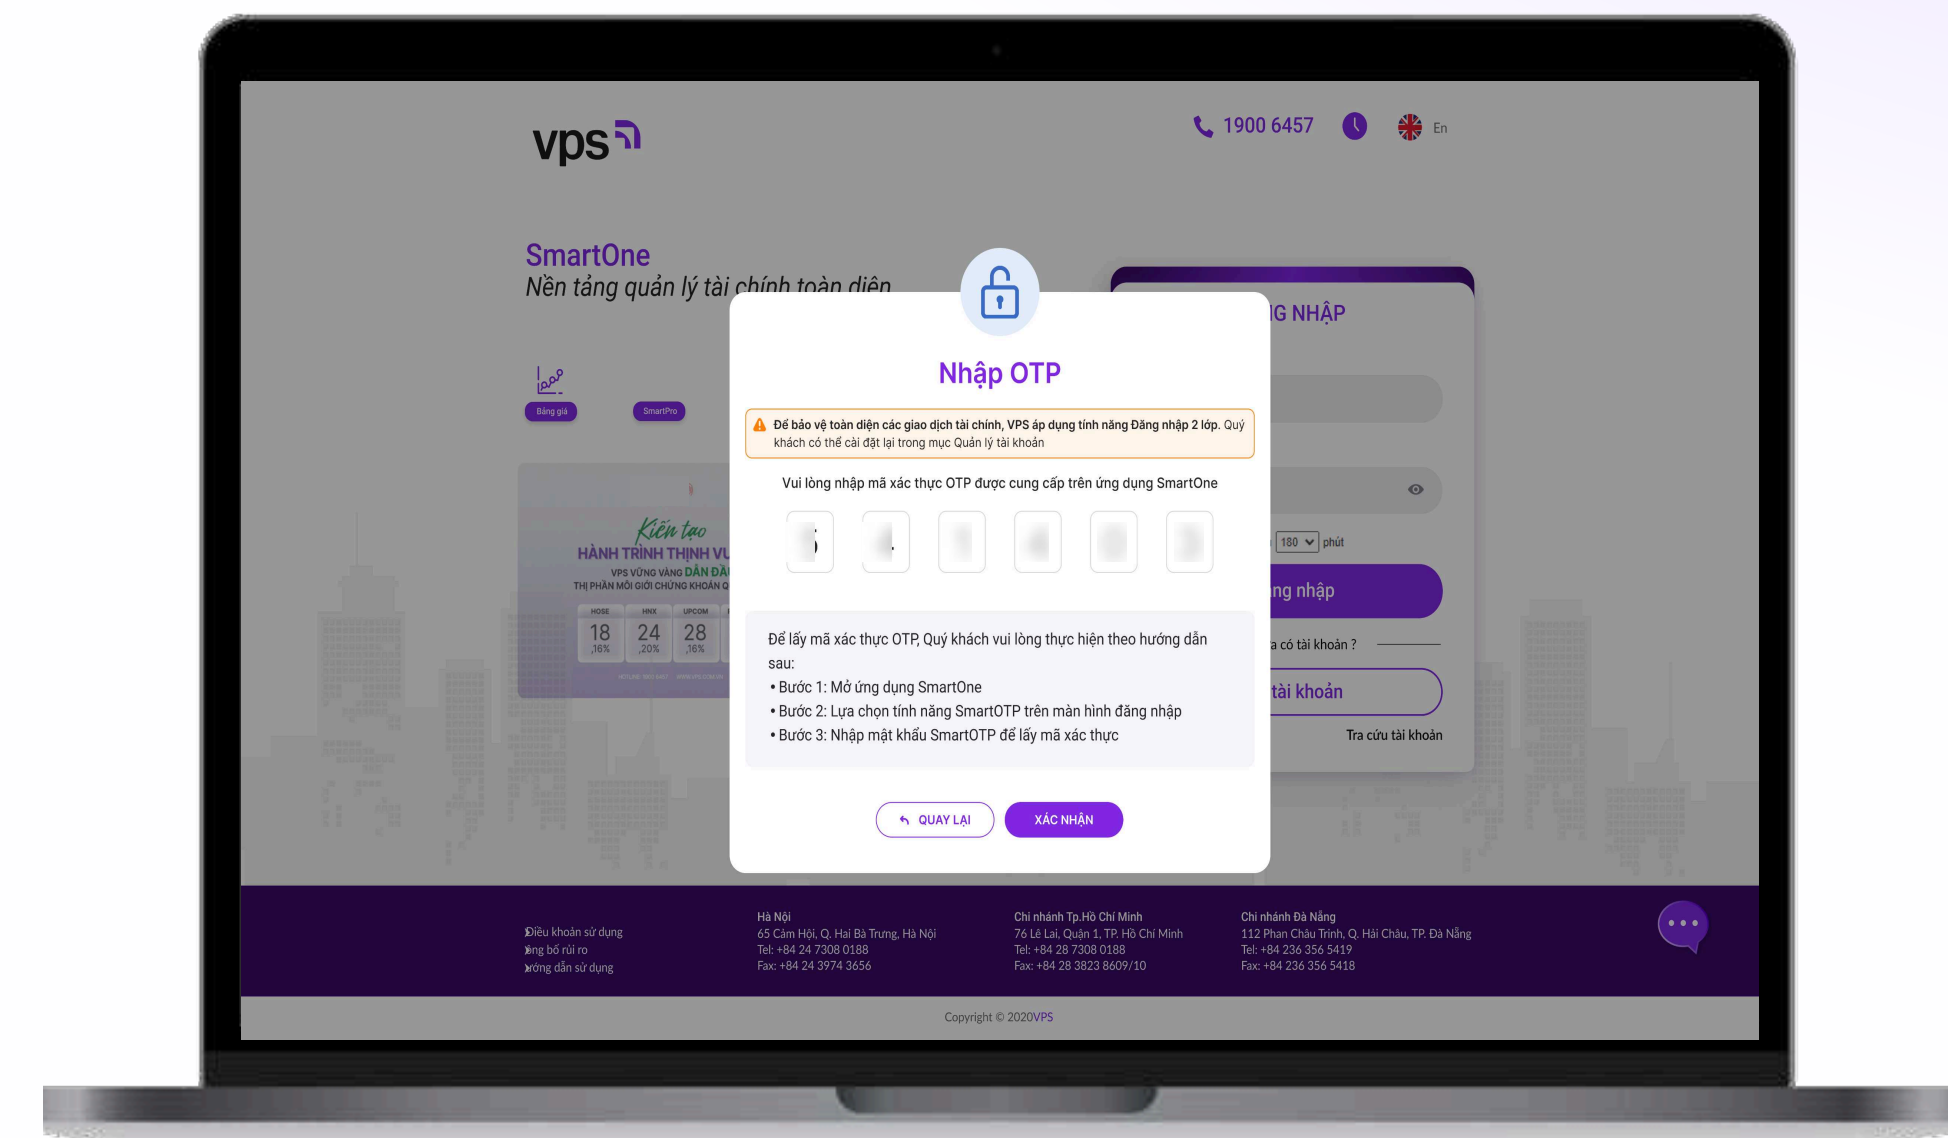 vps
1900 6457
En
SmartOne
Nền tảng quản lý tài chính toàn diện
G NHẬP
Nhập OTP
Bảng giá
SmartPro
Để bảo vệ toàn diện các giao dịch tài chính, VPS áp dụng tính năng Đăng nhập 2 lớp. Quý
khách có thể cài đặt lại trong mục Quản lý tài khoản
Vui lòng nhập mã xác thực OTP được cung cấp trên ứng dụng SmartOne
Kiến tạo
HÀNH TRÌNH THỊNH VƯ
VPS VỮNG VÀNG DẪN ĐẦ
THỊ PHẦN MÔI GIỚI CHỨNG KHOÁN Q
HOSE HNX UPCOM
18 24 28
,16% ,20% ,16%
180 phút
ng nhập
a có tài khoản ?
tài khoản
Tra cứu tài khoản
Để lấy mã xác thực OTP, Quý khách vui lòng thực hiện theo hướng dẫn
sau:
• Bước 1: Mở ứng dụng SmartOne
• Bước 2: Lựa chọn tính năng SmartOTP trên màn hình đăng nhập
• Bước 3: Nhập mật khẩu SmartOTP để lấy mã xác thực
QUAY LẠI
XÁC NHẬN
Điều khoản sử dụng
ông bố rủi ro
ướng dẫn sử dụng
Hà Nội
65 Cảm Hội, Q. Hai Bà Trưng, Hà Nội
Tel: +84 24 7308 0188
Fax: +84 24 3974 3656
Chi nhánh Tp.Hồ Chí Minh
76 Lê Lai, Quận 1, TP. Hồ Chí Minh
Tel: +84 28 7308 0188
Fax: +84 28 3823 8609/10
Chi nhánh Đà Nẵng
112 Phan Châu Trinh, Q. Hải Châu, TP. Đà Nẵng
Tel: +84 236 356 5419
Fax: +84 236 356 5418
Copyright © 2020VPS